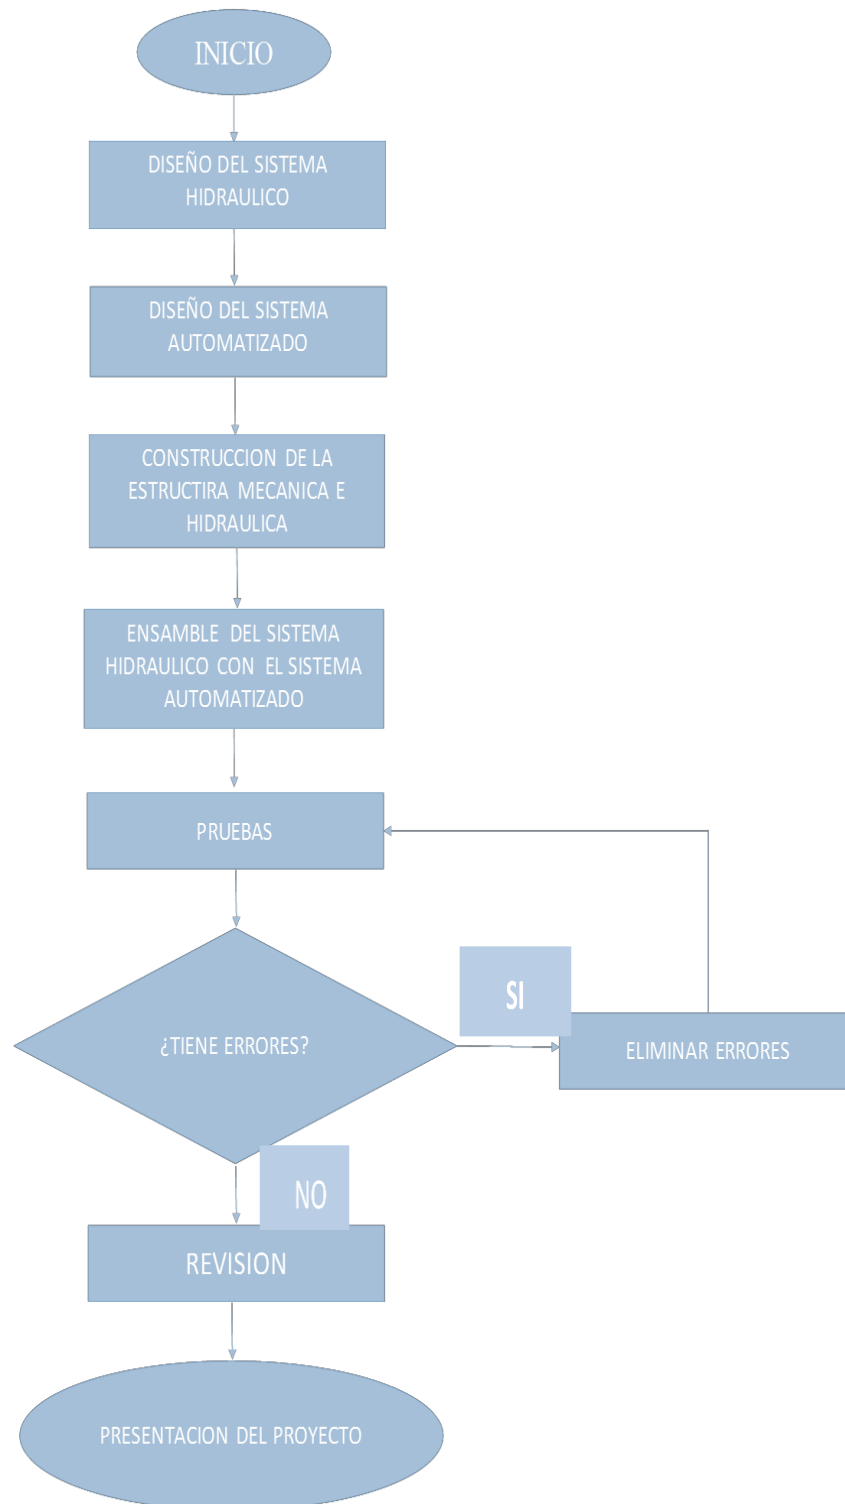 INICIO
DISEÑO DEL SISTEMA
HIDRAULICO
DISEÑO DEL SISTEMA
AUTOMATIZADO
CONSTRUCCION DE LA
ESTRUCTIRA MECANICA E
HIDRAULICA
ENSAMBLE DEL SISTEMA
HIDRAULICO CON EL SISTEMA
AUTOMATIZADO
PRUEBAS
¿TIENE ERRORES?
SI
ELIMINAR ERRORES
NO
REVISION
PRESENTACION DEL PROYECTO